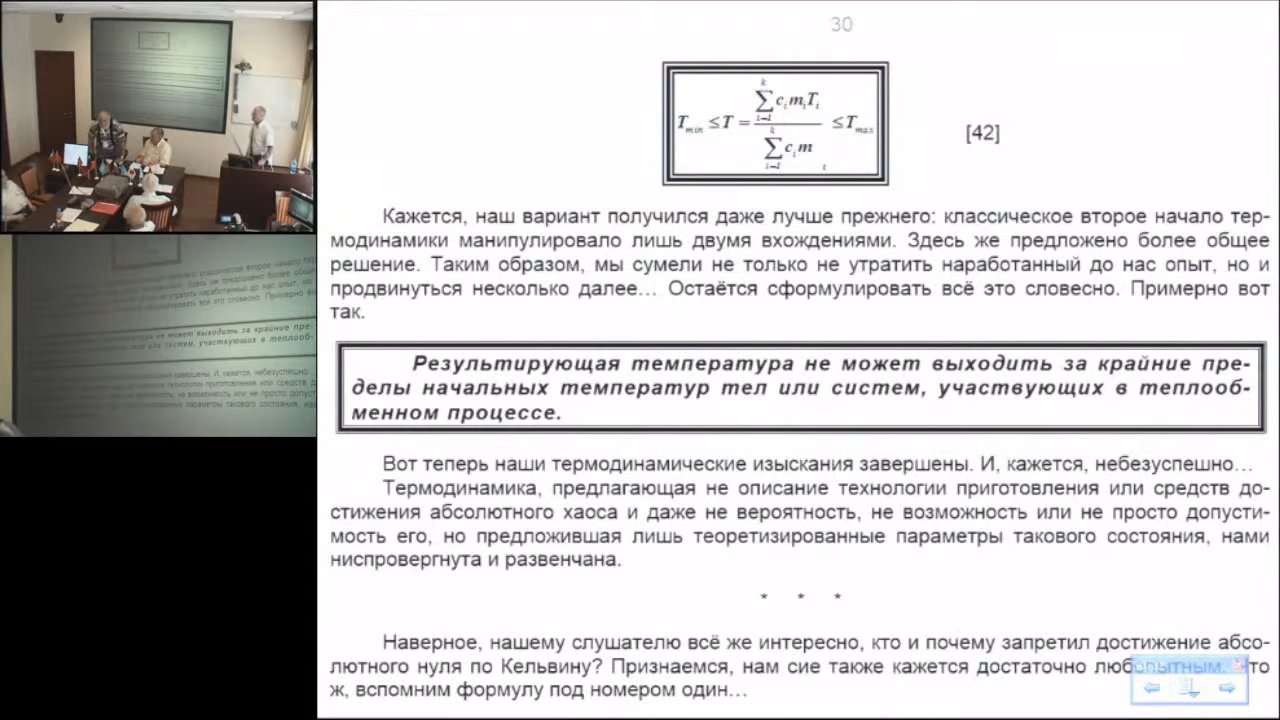 30
T min ≤ T = ∑ k i=1 c i m i T i / ∑ k i=1 c i m i ≤ T max [42]
Кажется, наш вариант получился даже лучше прежнего: классическое второе начало тер-
модинамики манипулировало лишь двумя вхождениями. Здесь же предложено более общее
решение. Таким образом, мы сумели не только не утратить наработанный до нас опыт, но и
продвинуться несколько далее... Остаётся сформулировать всё это словесно. Примерно вот
так.
Результирующая температура не может выходить за крайние пре-
делы начальных температур тел или систем, участвующих в теплооб-
менном процессе.
Вот теперь наши термодинамические изыскания завершены. И, кажется, небезуспешно...
Термодинамика, предлагающая не описание технологии приготовления или средств до-
стижения абсолютного хаоса и даже не вероятность, не возможность или не просто допусти-
мость его, но предложившая лишь теоретизированные параметры такового состояния, нами
ниспровергнута и развенчана.
* * *
Наверное, нашему слушателю всё же интересно, кто и почему запретил достижение абсо-
лютного нуля по Кельвину? Признаемся, нам сие также кажется достаточно любопытным. Что
ж, вспомним формулу под номером один...